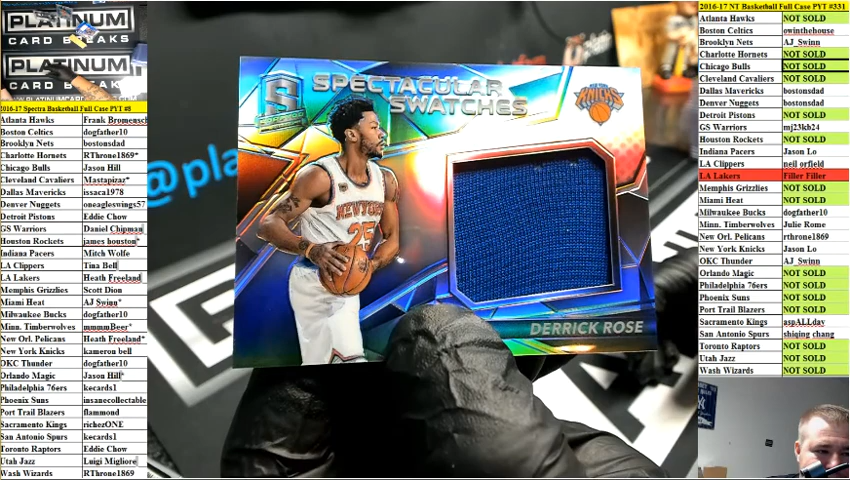 PLATINUM
CARD BREAKS
PLATINUM
CARD BREAKS
2016-17 Spectra Basketball Full Case PYT #8
Atlanta Hawks Frank Bromensch
Boston Celtics dogfather10
Brooklyn Nets bostonsdad
Charlotte Hornets RThrone1869*
Chicago Bulls Jason Hill
Cleveland Cavaliers Mastapizaz*
Dallas Mavericks issaca1978
Denver Nuggets oneagleswings57
Detroit Pistons Eddie Chow
GS Warriors Daniel Chipman
Houston Rockets james houston*
Indiana Pacers Mitch Wolfe
LA Clippers Tina Bell
LA Lakers Heath Freeland
Memphis Grizzlies Scott Dion
Miami Heat AJ Swinn*
Milwaukee Bucks dogfather10
Minn. Timberwolves mmmmBeer*
New Orl. Pelicans Heath Freeland*
New York Knicks kameron bell
OKC Thunder dogfather10
Orlando Magic Jason Hill*
Philadelphia 76ers kecards1
Phoenix Suns insanecollectable
Port Trail Blazers flammond
Sacramento Kings richezONE
San Antonio Spurs kecards1
Toronto Raptors Eddie Chow
Utah Jazz Luigi Migliore
Wash Wizards RThrone1869
@pla
SPECTACULAR
SWATCHES
S
KNICKS
NEW YORK
25
DERRICK ROSE
2016-17 NT Basketball Full Case PYT #331
Atlanta Hawks NOT SOLD
Boston Celtics owinthehouse
Brooklyn Nets AJ_Swinn
Charlotte Hornets NOT SOLD
Chicago Bulls NOT SOLD
Cleveland Cavaliers NOT SOLD
Dallas Mavericks bostonsdad
Denver Nuggets bostonsdad
Detroit Pistons NOT SOLD
GS Warriors mj23kb24
Houston Rockets NOT SOLD
Indiana Pacers Jason Lo
LA Clippers neil orfield
LA Lakers Filler Filler
Memphis Grizzlies NOT SOLD
Miami Heat NOT SOLD
Milwaukee Bucks dogfather10
Minn. Timberwolves Julie Rome
New Orl. Pelicans rthrone1869
New York Knicks Jason Lo
OKC Thunder AJ_Swinn
Orlando Magic NOT SOLD
Philadelphia 76ers NOT SOLD
Phoenix Suns NOT SOLD
Port Trail Blazers NOT SOLD
Sacramento Kings aspALLday
San Antonio Spurs shiqing chang
Toronto Raptors NOT SOLD
Utah Jazz NOT SOLD
Wash Wizards NOT SOLD